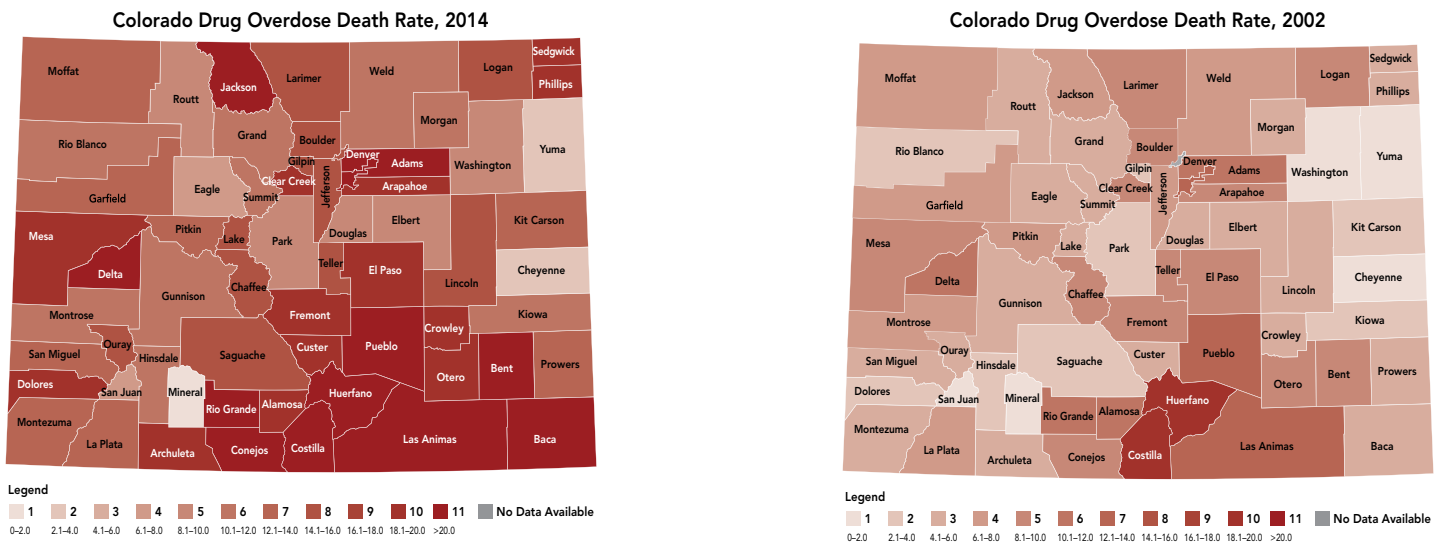 Colorado Drug Overdose Death Rate, 2014
Moffat
Routt
Jackson
Larimer
Weld
Logan
Sedgwick
Phillips
Rio Blanco
Grand
Boulder
Morgan
Washington
Yuma
Garfield
Eagle
Summit
Clear Creek
Gilpin
Jefferson
Denver
Adams
Arapahoe
Mesa
Delta
Pitkin
Lake
Park
Douglas
Elbert
Kit Carson
Teller
El Paso
Lincoln
Cheyenne
Gunnison
Chaffee
Fremont
Kiowa
Montrose
Ouray
San Miguel
Hinsdale
Saguache
Custer
Pueblo
Crowley
Otero
Bent
Prowers
Dolores
San Juan
Mineral
Rio Grande
Alamosa
Huerfano
Montezuma
La Plata
Archuleta
Conejos
Costilla
Las Animas
Baca
Legend
1 2 3 4 5 6 7 8 9 10 11 No Data Available
0–2.0 2.1–4.0 4.1–6.0 6.1–8.0 8.1–10.0 10.1–12.0 12.1–14.0 14.1–16.0 16.1–18.0 18.1–20.0 >20.0
Colorado Drug Overdose Death Rate, 2002
Moffat
Routt
Jackson
Larimer
Weld
Logan
Sedgwick
Phillips
Rio Blanco
Grand
Boulder
Morgan
Washington
Yuma
Garfield
Eagle
Summit
Clear Creek
Gilpin
Jefferson
Denver
Adams
Arapahoe
Mesa
Delta
Pitkin
Lake
Park
Douglas
Elbert
Kit Carson
Teller
El Paso
Lincoln
Cheyenne
Gunnison
Chaffee
Fremont
Kiowa
Montrose
Ouray
San Miguel
Hinsdale
Saguache
Custer
Pueblo
Crowley
Otero
Bent
Prowers
Dolores
San Juan
Mineral
Rio Grande
Alamosa
Huerfano
Montezuma
La Plata
Archuleta
Conejos
Costilla
Las Animas
Baca
Legend
1 2 3 4 5 6 7 8 9 10 11 No Data Available
0–2.0 2.1–4.0 4.1–6.0 6.1–8.0 8.1–10.0 10.1–12.0 12.1–14.0 14.1–16.0 16.1–18.0 18.1–20.0 >20.0